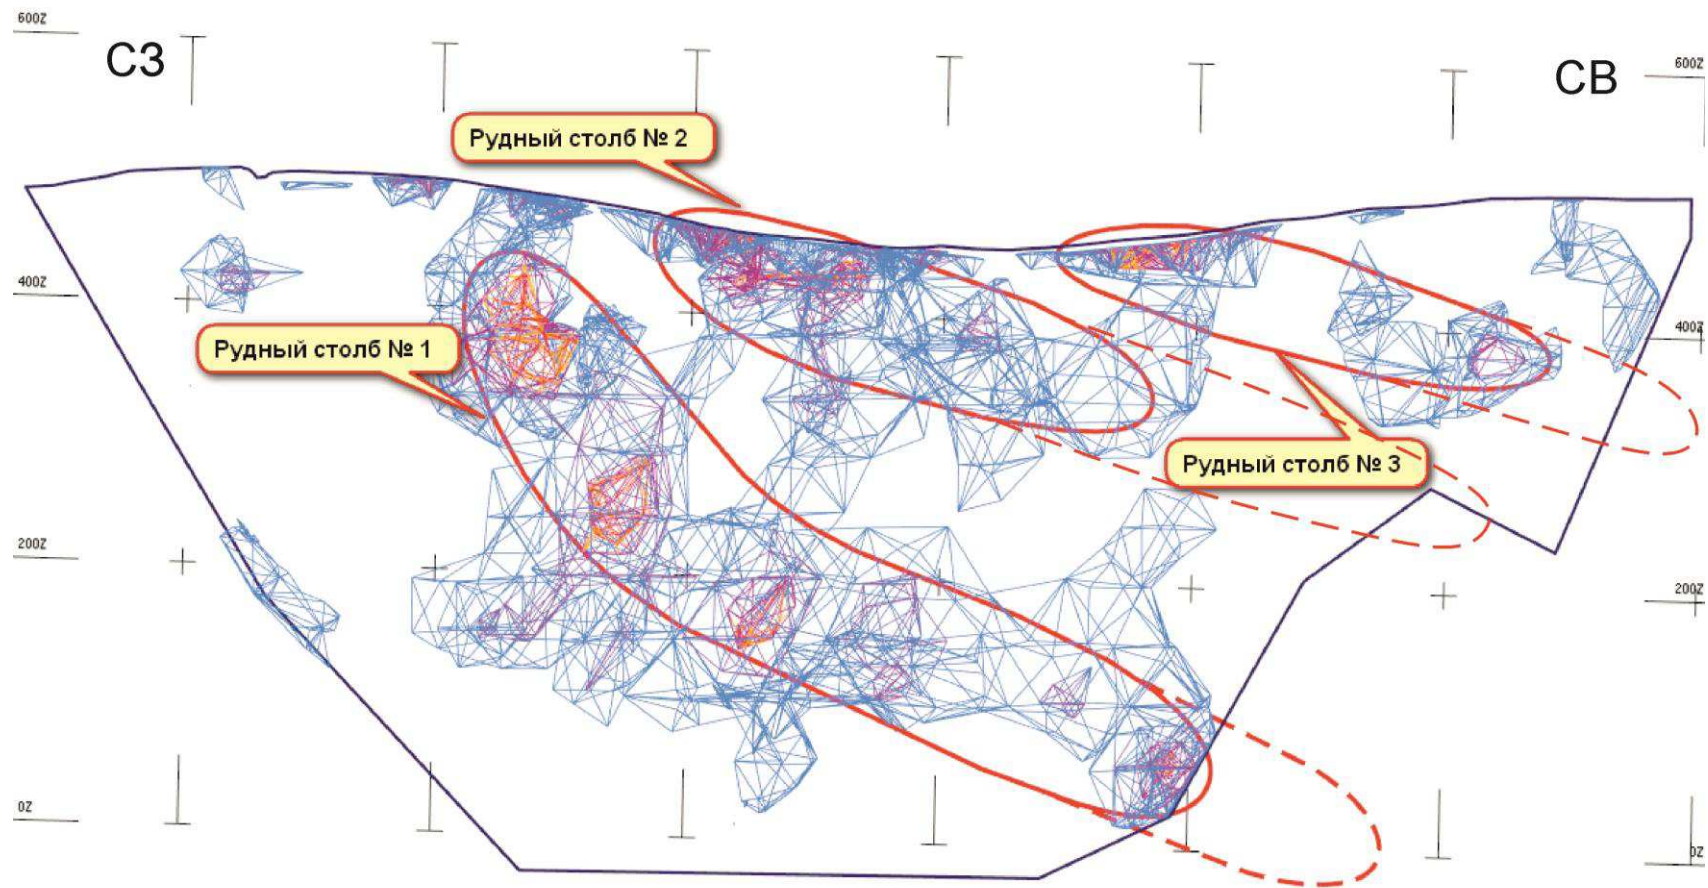 600Z
СЗ
СВ
600Z
Рудный столб № 2
400Z
400Z
Рудный столб № 1
Рудный столб № 3
200Z
200Z
0Z
0Z